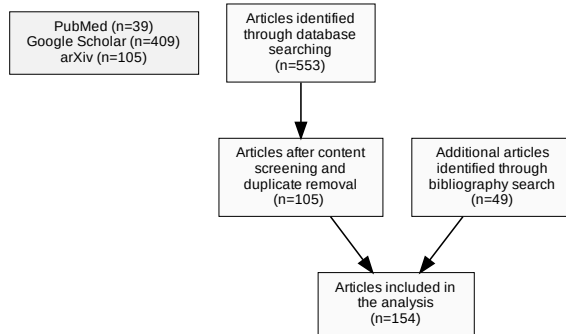 PubMed (n=39)
Google Scholar (n=409)
arXiv (n=105)
Articles identified
through database
searching
(n=553)
Articles after content
screening and
duplicate removal
(n=105)
Additional articles
identified through
bibliography search
(n=49)
Articles included in
the analysis
(n=154)